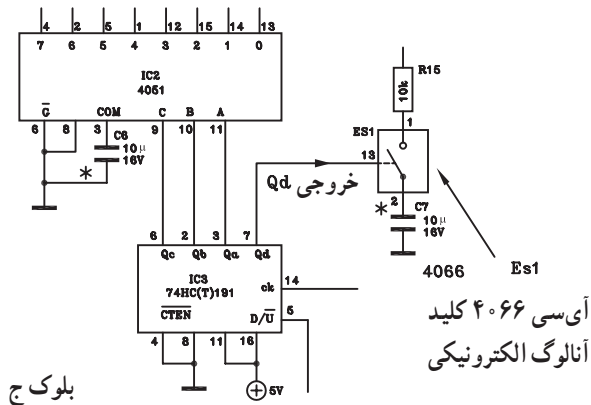 4 2 5 1 12 15 14 13
7 6 5 4 3 2 1 0
IC2
4051
G COM C B A
6 8 3 9 10 11
C6
10μ
16V
*
R15
10k
1
ES1
13
خروجی Qd
2
*
C7
10μ
16V
4066 Es1
آی‌سی ۴۰۶۶ کلید
آنالوگ الکترونیکی
6 2 3 7
Qc Qb Qa Qd
IC3
74HC(T)191
ck 14
CTEN D/U 5
4 8 11 16
5V
بلوک ج